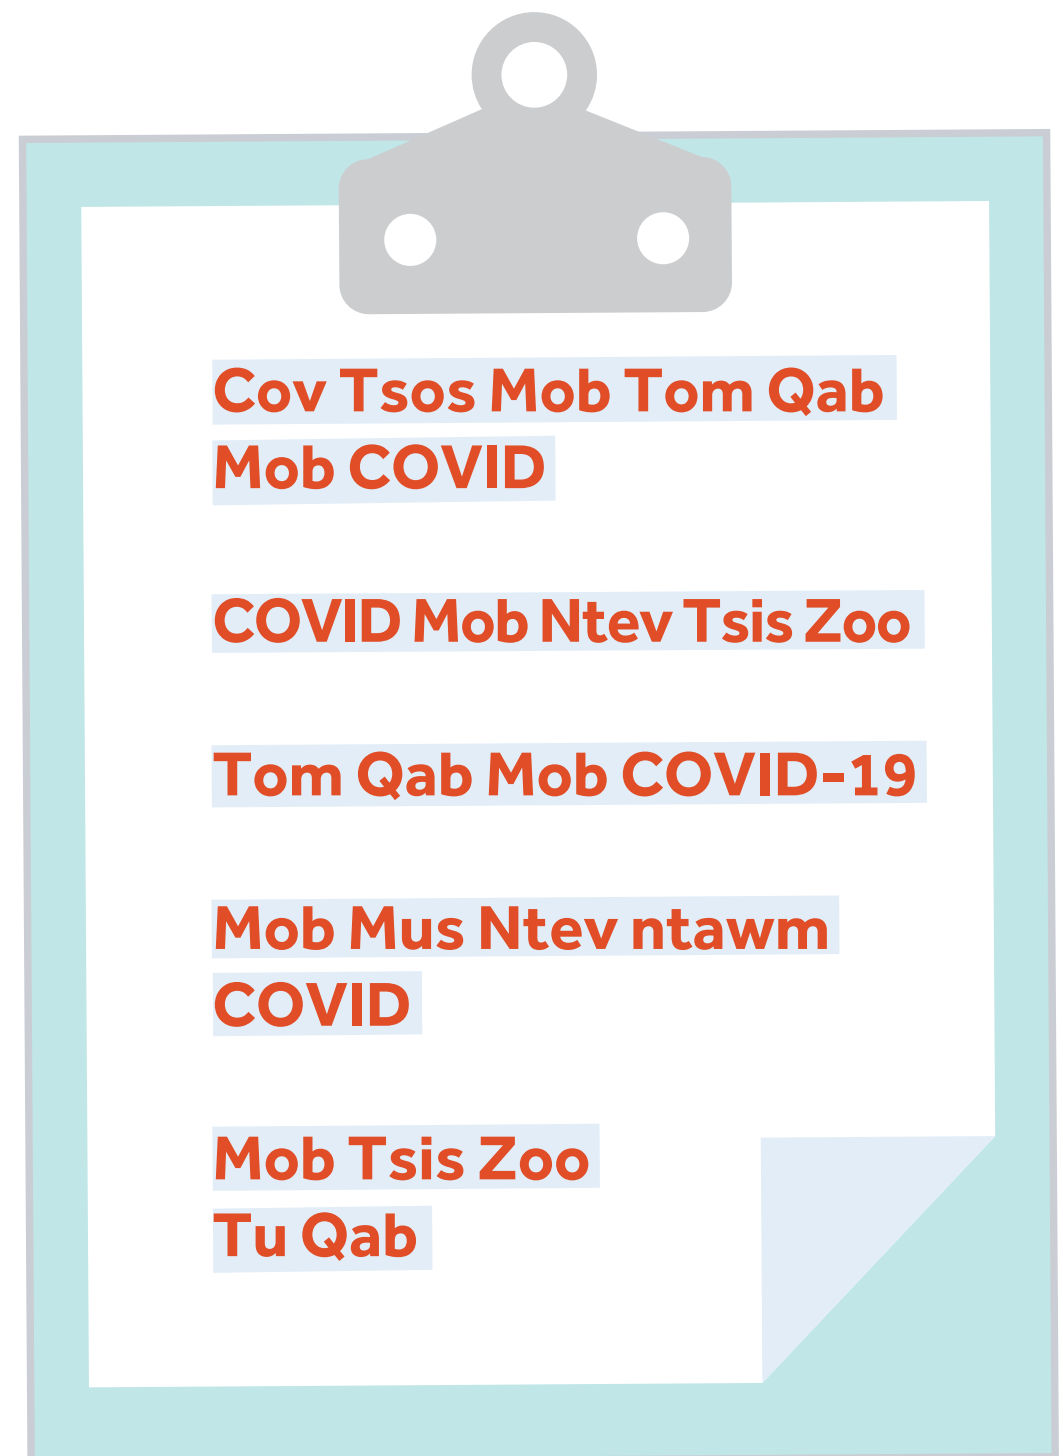 Cov Tsos Mob Tom Qab
Mob COVID
COVID Mob Ntev Tsis Zoo
Tom Qab Mob COVID-19
Mob Mus Ntev ntawm
COVID
Mob Tsis Zoo
Tu Qab